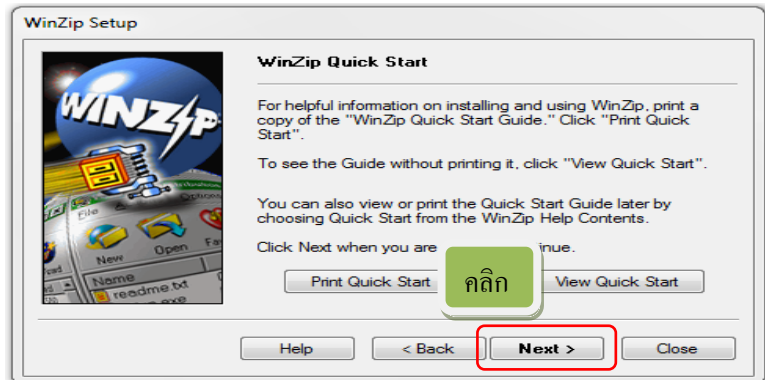 WinZip Setup
WinZip Quick Start
WINZIP
For helpful information on installing and using WinZip, print a
copy of the "WinZip Quick Start Guide." Click "Print Quick
Start".
To see the Guide without printing it, click "View Quick Start".
You can also view or print the Quick Start Guide later by
choosing Quick Start from the WinZip Help Contents.
Click Next when you are
File
Options
New
Open
Name
readme.txt
Print Quick Start
คลิก
View Quick Start
Help
< Back
Next >
Close